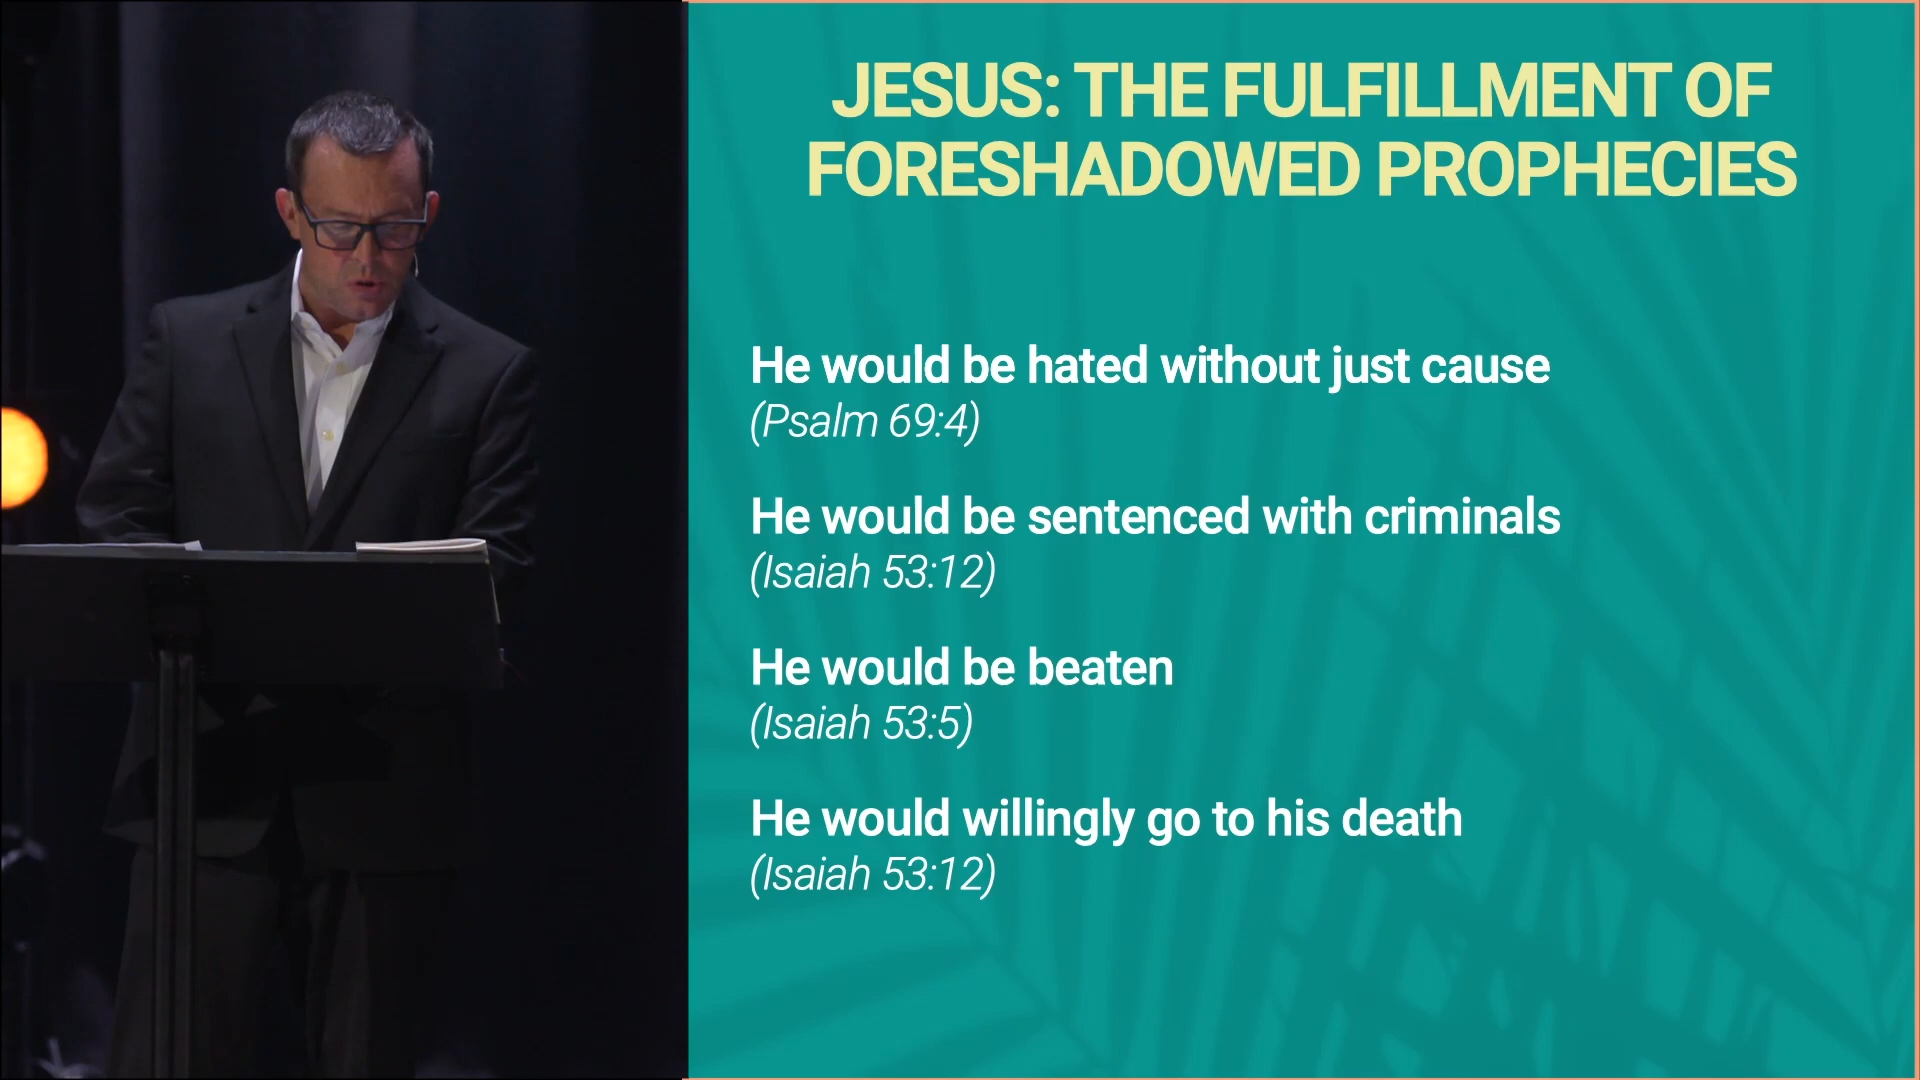 JESUS: THE FULFILLMENT OF
FORESHADOWED PROPHECIES
He would be hated without just cause
(Psalm 69:4)
He would be sentenced with criminals
(Isaiah 53:12)
He would be beaten
(Isaiah 53:5)
He would willingly go to his death
(Isaiah 53:12)